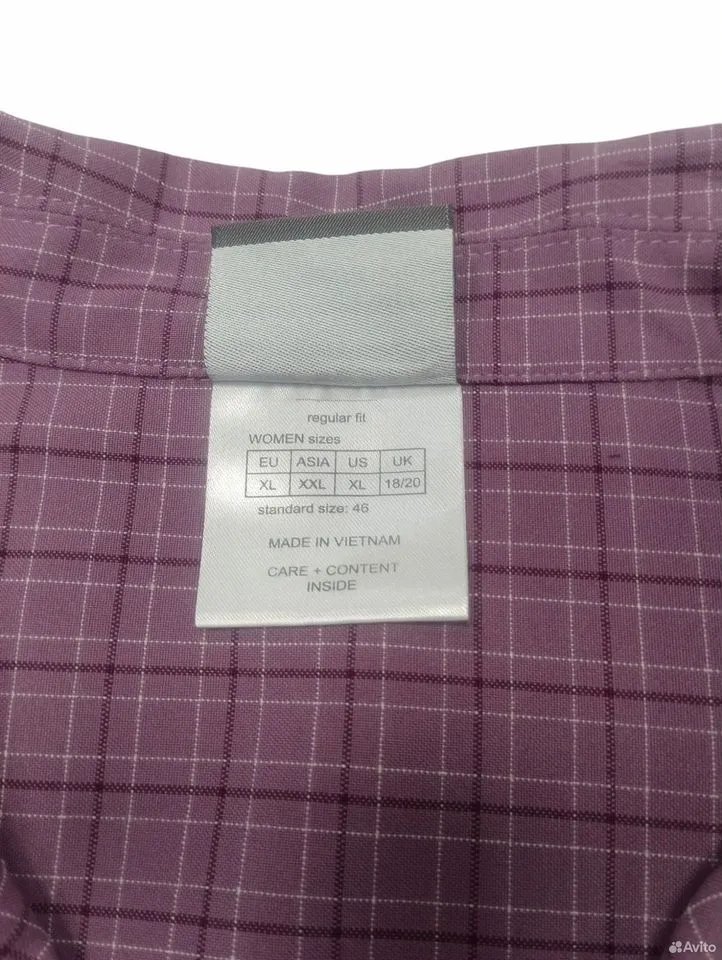 regular fit
WOMEN sizes
EU ASIA US UK
XL XXL XL 18/20
standard size: 46
MADE IN VIETNAM
CARE + CONTENT
INSIDE
Avito